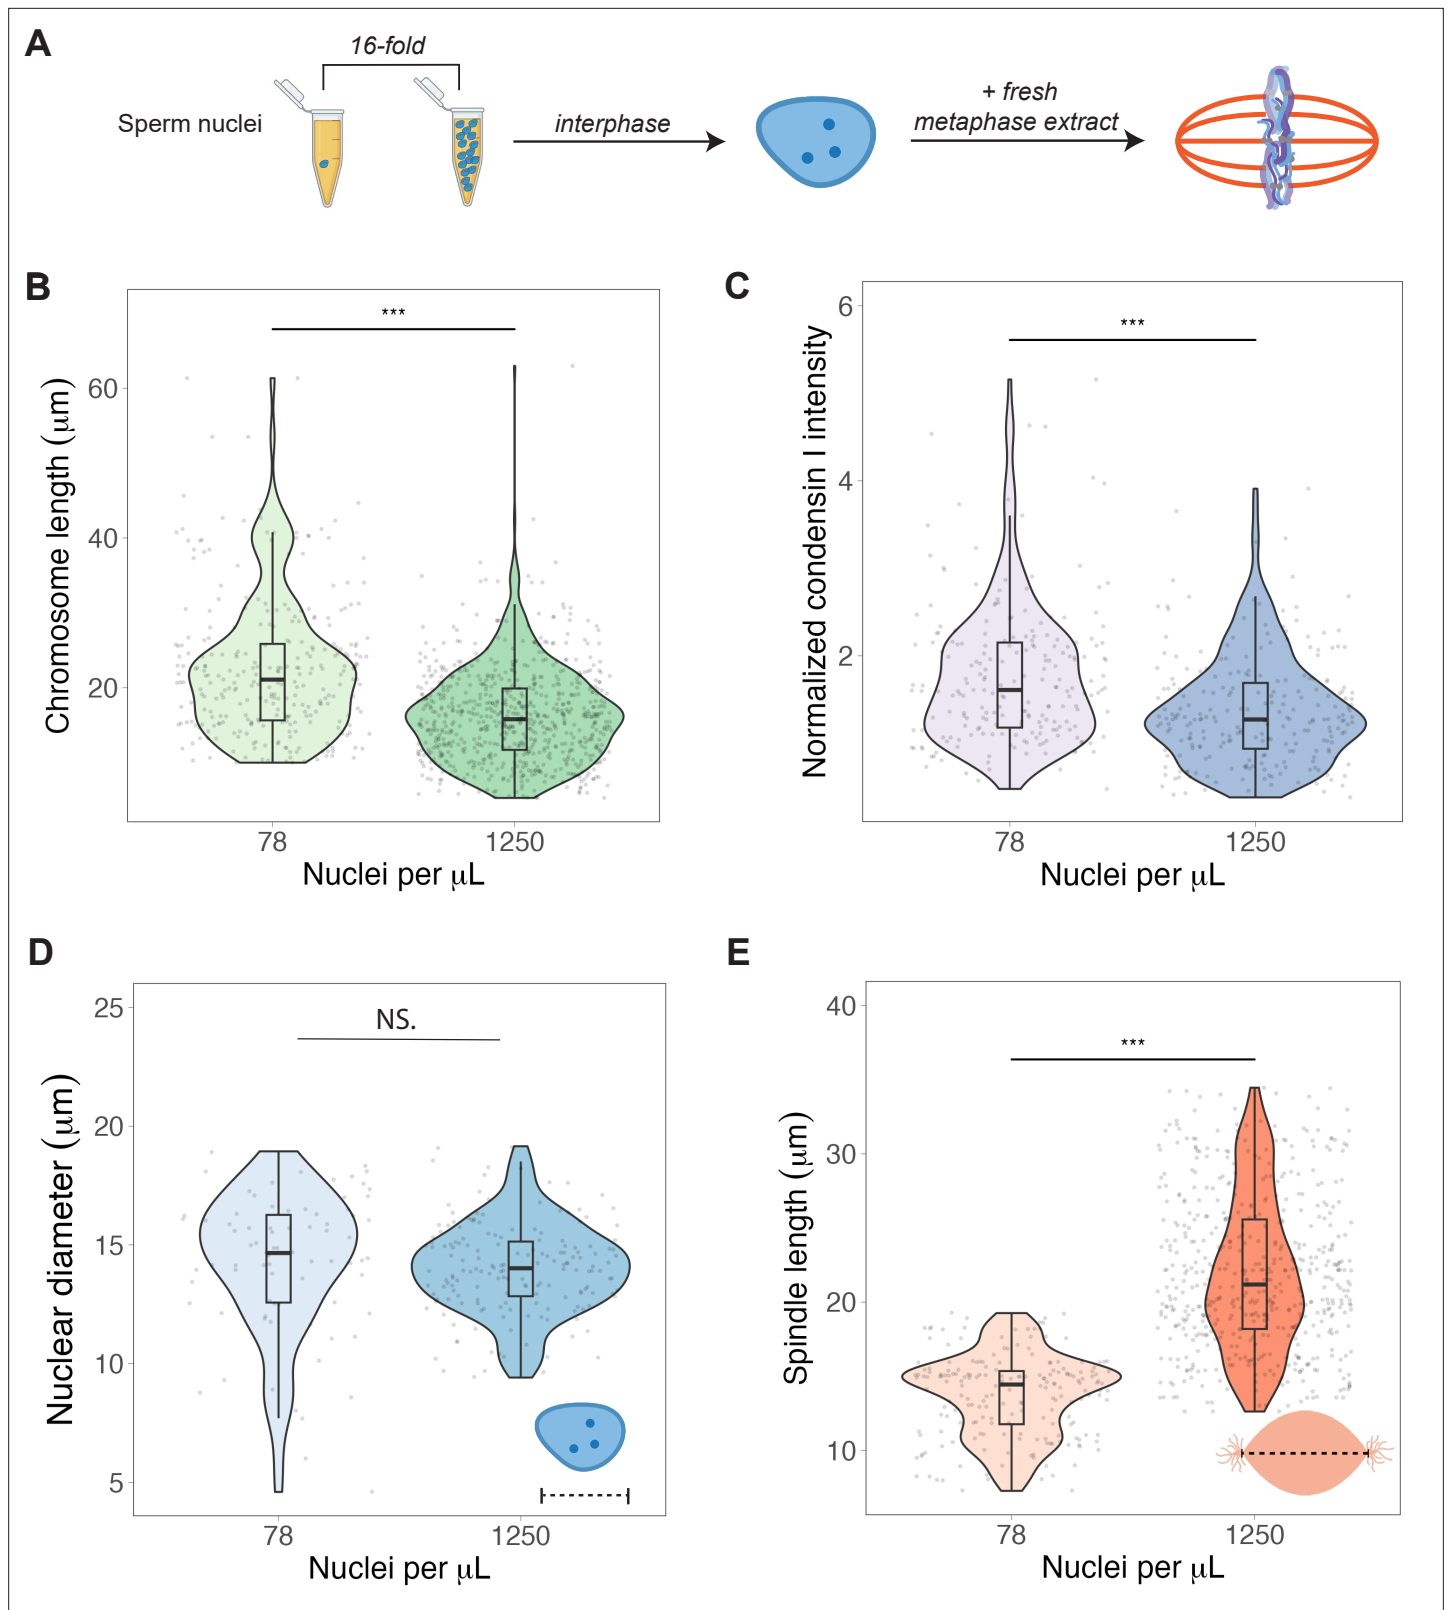 A
16-fold
Sperm nuclei
interphase
+ fresh
metaphase extract
B
***
Chromosome length (μm)
60
40
20
78
1250
Nuclei per μL
C
***
Normalized condensin I intensity
6
4
2
78
1250
Nuclei per μL
D
NS.
Nuclear diameter (μm)
25
20
15
10
5
78
1250
Nuclei per μL
E
***
Spindle length (μm)
40
30
20
10
78
1250
Nuclei per μL